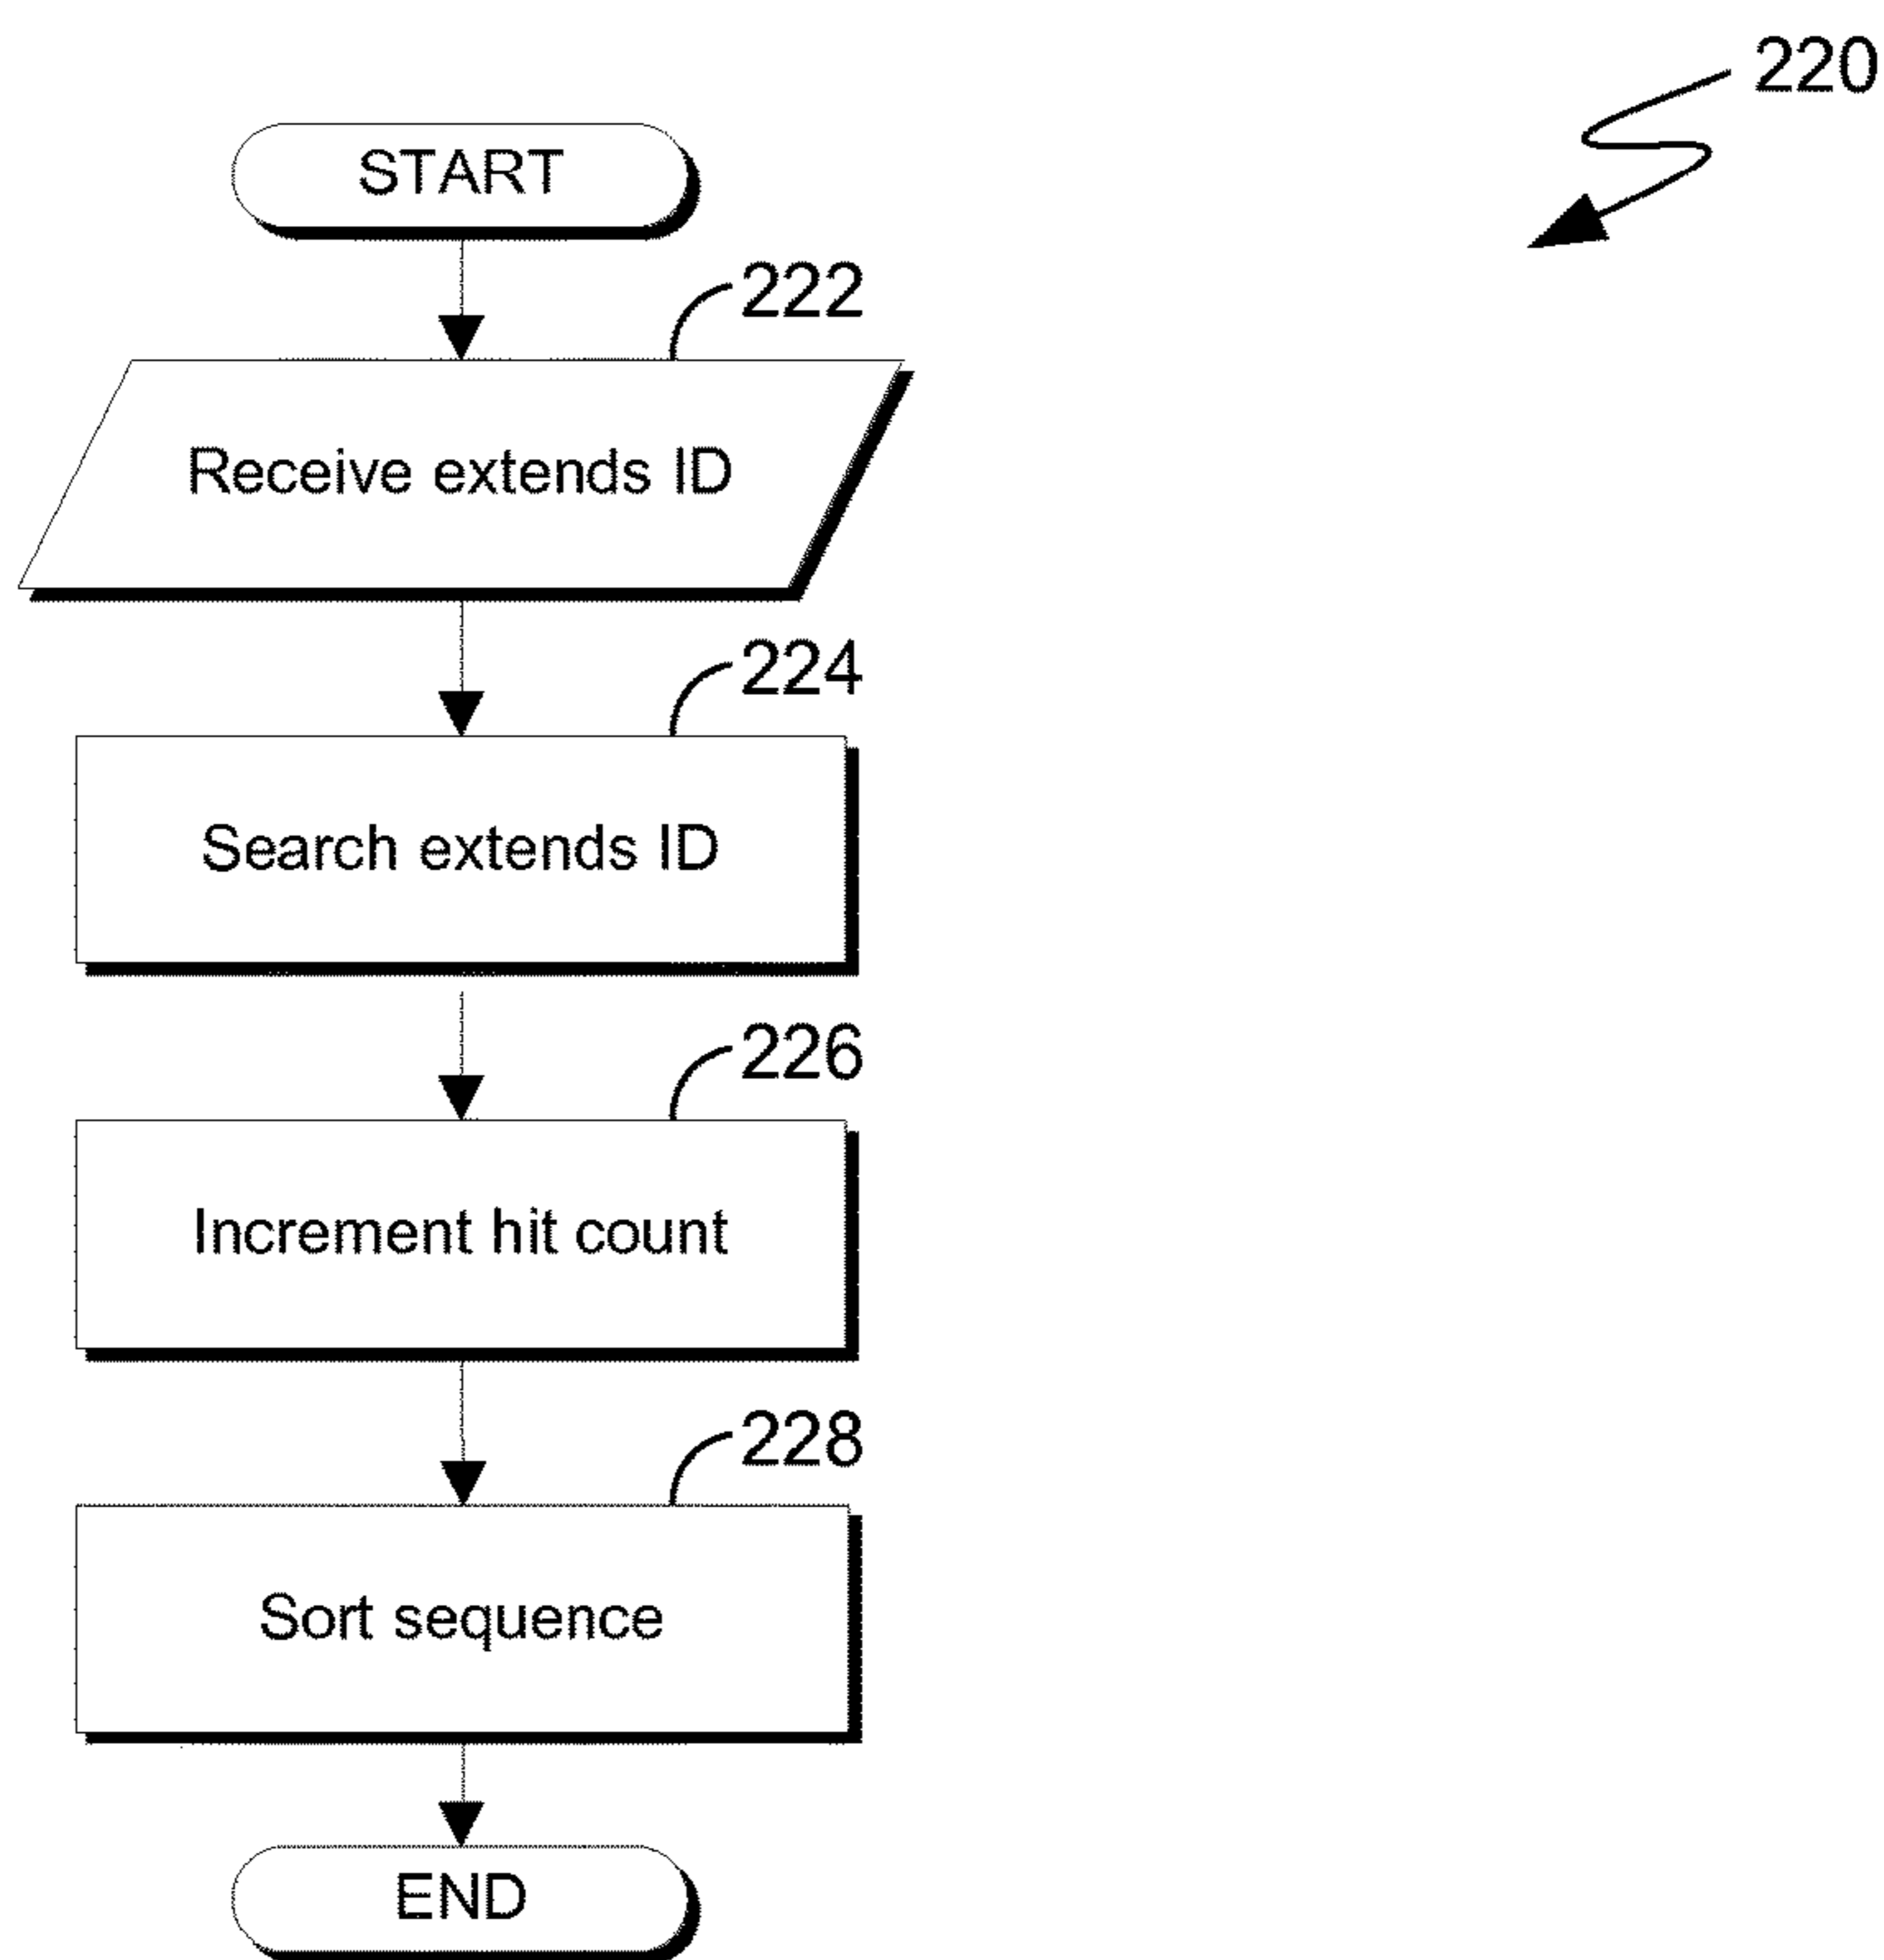 220
START
222
Receive extends ID
224
Search extends ID
226
Increment hit count
228
Sort sequence
END